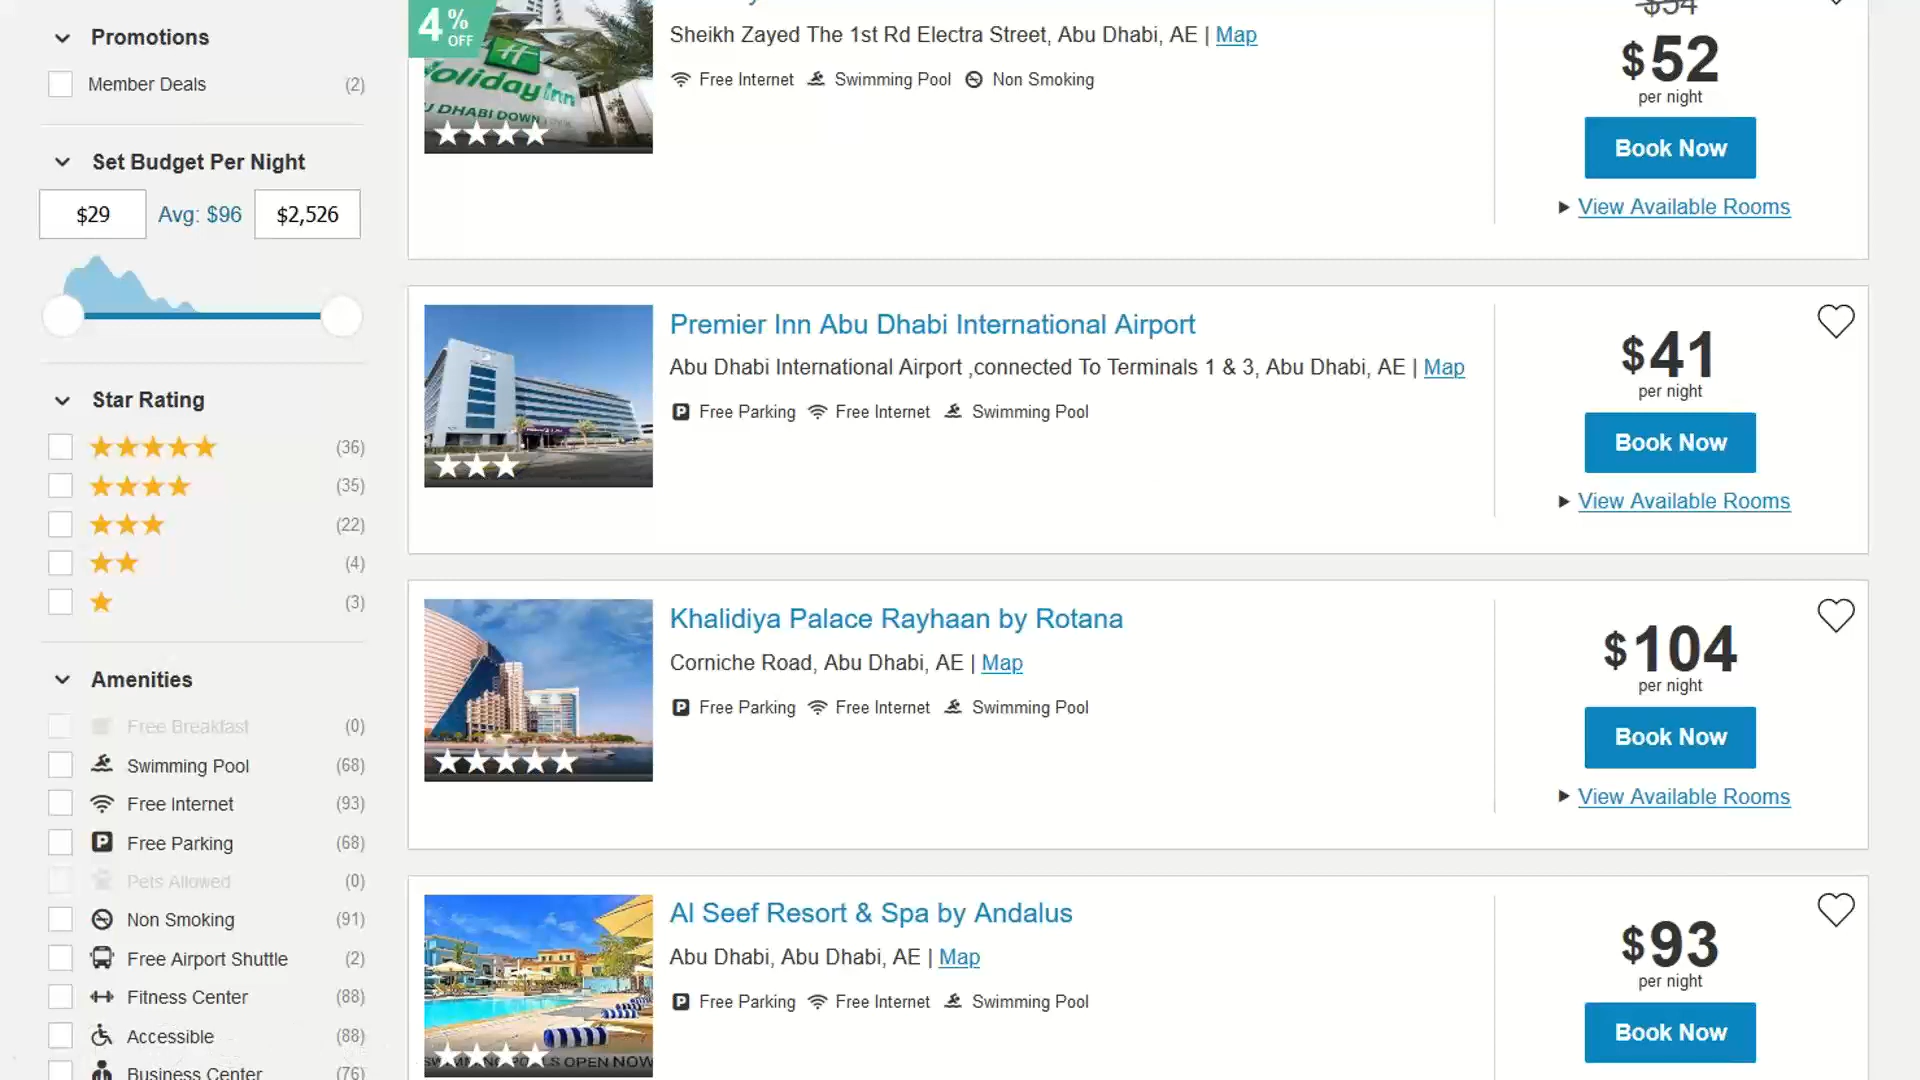 Promotions
Member Deals (2)
Set Budget Per Night
$29 Avg: $96 $2,526
Star Rating
(36)
(35)
(22)
(4)
(3)
Amenities
Free Breakfast (0)
Swimming Pool (68)
Free Internet (93)
Free Parking (68)
Pets Allowed (0)
Non Smoking (91)
Free Airport Shuttle (2)
Fitness Center (88)
Accessible (88)
Business Center (76)
4% OFF
Holiday Inn
ABU DHABI DOWN
Sheikh Zayed The 1st Rd Electra Street, Abu Dhabi, AE | Map
Free Internet Swimming Pool Non Smoking
$54
$52
per night
Book Now
View Available Rooms
Premier Inn Abu Dhabi International Airport
Abu Dhabi International Airport ,connected To Terminals 1 & 3, Abu Dhabi, AE | Map
Free Parking Free Internet Swimming Pool
$41
per night
Book Now
View Available Rooms
Khalidiya Palace Rayhaan by Rotana
Corniche Road, Abu Dhabi, AE | Map
Free Parking Free Internet Swimming Pool
$104
per night
Book Now
View Available Rooms
Al Seef Resort & Spa by Andalus
Abu Dhabi, Abu Dhabi, AE | Map
Free Parking Free Internet Swimming Pool
OPEN NOW
$93
per night
Book Now